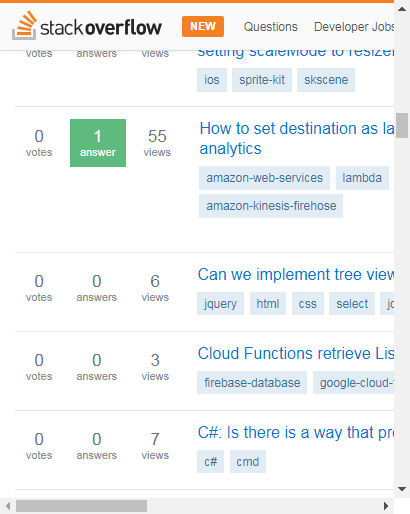 stackoverflow NEW Questions Developer Jobs
setting scaleMode to resizeF
votes answers views
ios sprite-kit skscene
0 1 55 How to set destination as la
votes answer views analytics
amazon-web-services lambda
amazon-kinesis-firehose
0 0 6 Can we implement tree view
votes answers views
jquery html css select
0 0 3 Cloud Functions retrieve Lis
votes answers views
firebase-database google-cloud-
0 0 7 C#: Is there is a way that pr
votes answers views
c# cmd